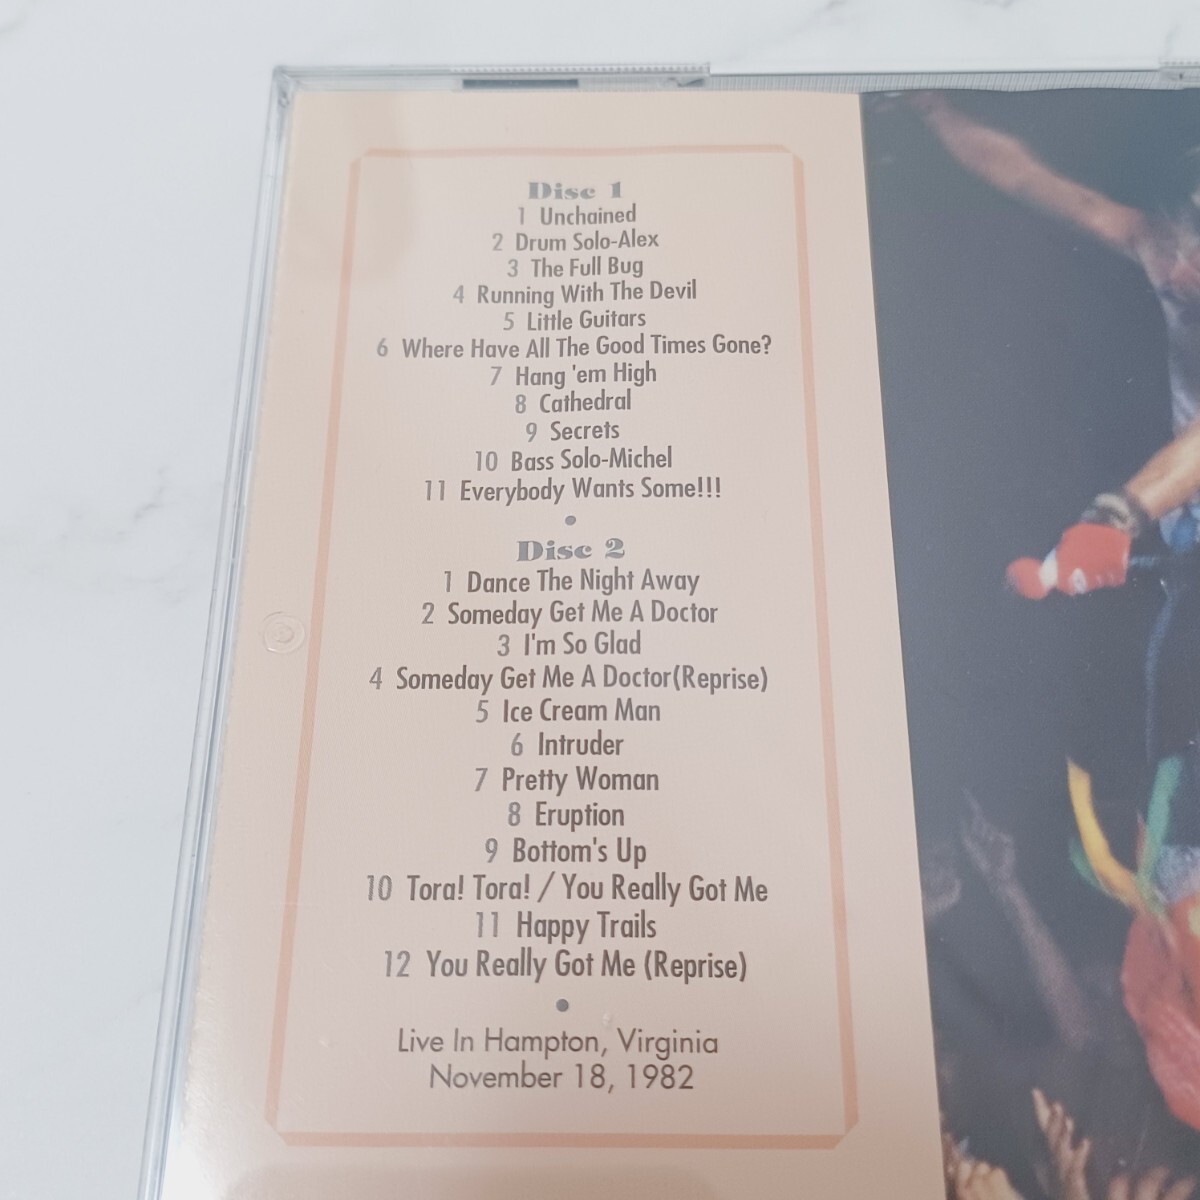 Disc 1
1 Unchained
2 Drum Solo-Alex
3 The Full Bug
4 Running With The Devil
5 Little Guitars
6 Where Have All The Good Times Gone?
7 Hang 'em High
8 Cathedral
9 Secrets
10 Bass Solo-Michel
11 Everybody Wants Some!!!
•
Disc 2
1 Dance The Night Away
2 Someday Get Me A Doctor
3 I'm So Glad
4 Someday Get Me A Doctor(Reprise)
5 Ice Cream Man
6 Intruder
7 Pretty Woman
8 Eruption
9 Bottom's Up
10 Tora! Tora! / You Really Got Me
11 Happy Trails
12 You Really Got Me (Reprise)
•
Live In Hampton, Virginia
November 18, 1982